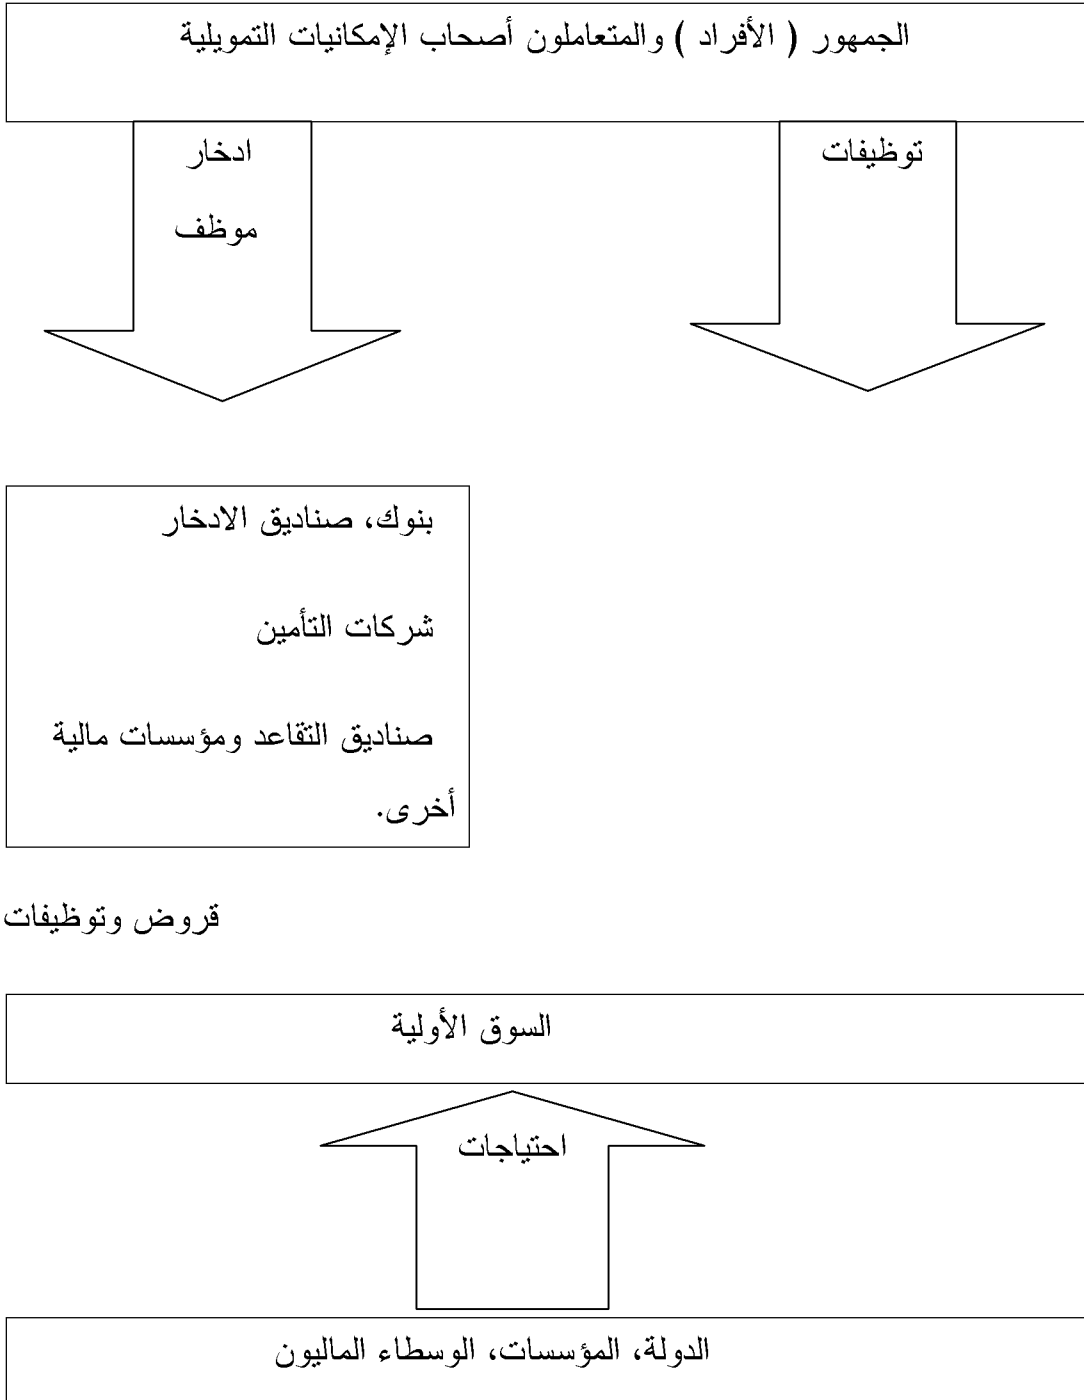 الجمهور ( الأفراد ) والمتعاملون أصحاب الإمكانيات التمويلية
توظيفات
ادخار
موظف
بنوك، صناديق الادخار
شركات التأمين
صناديق التقاعد ومؤسسات مالية
أخرى.
قروض وتوظيفات
السوق الأولية
احتياجات
الدولة، المؤسسات، الوسطاء الماليون